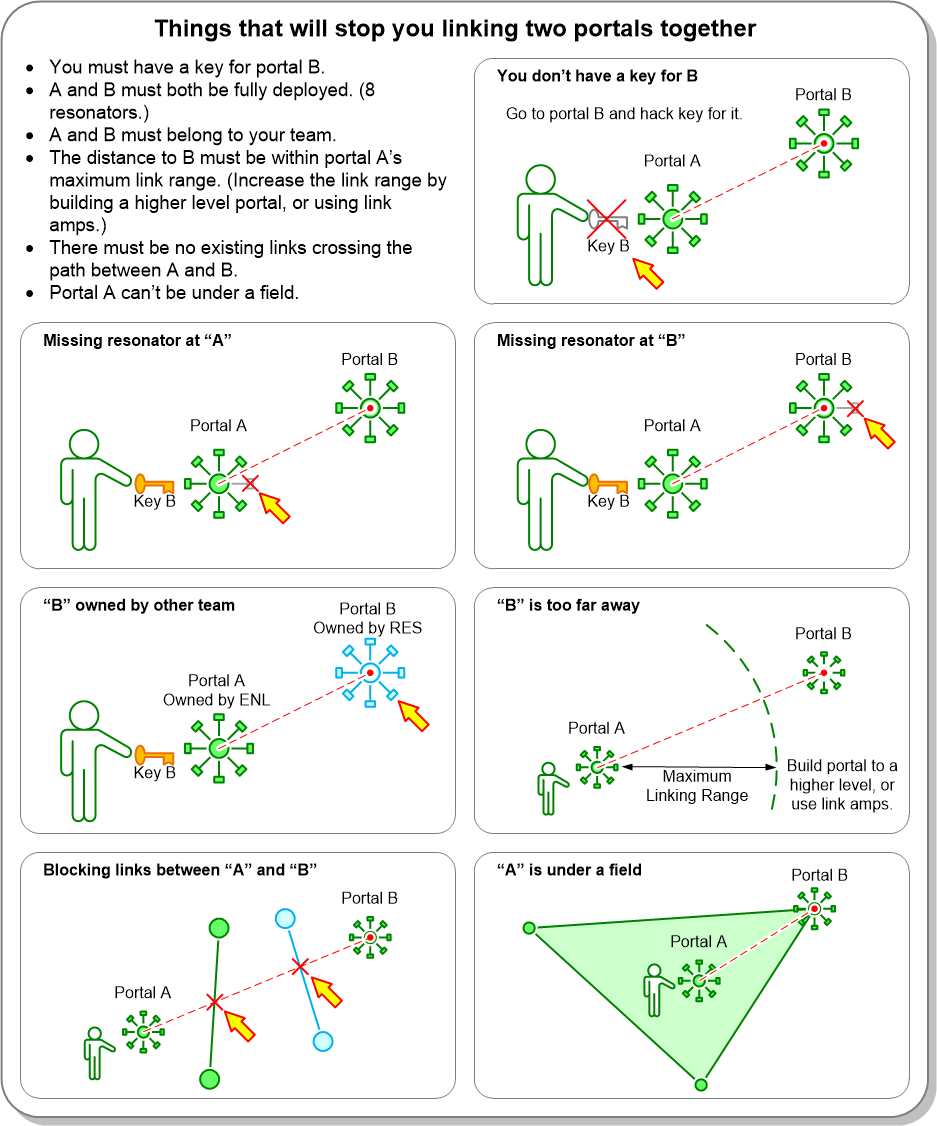 Things that will stop you linking two portals together
• You must have a key for portal B.
• A and B must both be fully deployed. (8
resonators.)
• A and B must belong to your team.
• The distance to B must be within portal A's
maximum link range. (Increase the link range by
building a higher level portal, or using link
amps.)
• There must be no existing links crossing the
path between A and B.
• Portal A can't be under a field.
You don't have a key for B
Go to portal B and hack key for it.
Portal B
Portal A
Key B
Missing resonator at “A”
Portal B
Portal A
Key B
Missing resonator at “B”
Portal B
Portal A
Key B
“B” owned by other team
Portal B
Owned by RES
Portal A
Owned by ENL
Key B
“B” is too far away
Portal B
Portal A
Maximum
Linking Range
Build portal to a
higher level, or
use link amps.
Blocking links between “A” and “B”
Portal B
Portal A
“A” is under a field
Portal B
Portal A